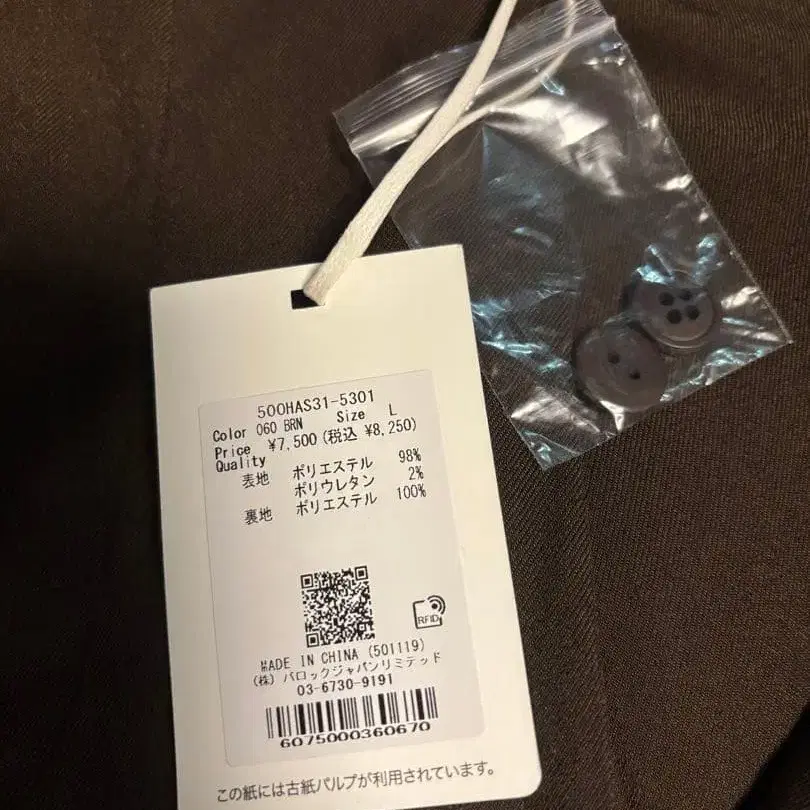 500HAS31-5301
Color 060 BRN Size L
Price ¥7,500(税込 ¥8,250)
Quality
表地 ポリエステル 98%
ポリウレタン 2%
裏地 ポリエステル 100%
RFID
MADE IN CHINA (501119)
(株) バロックジャパンリミテッド
03-6730-9191
6075000360670
この紙には古紙パルプが利用されています。